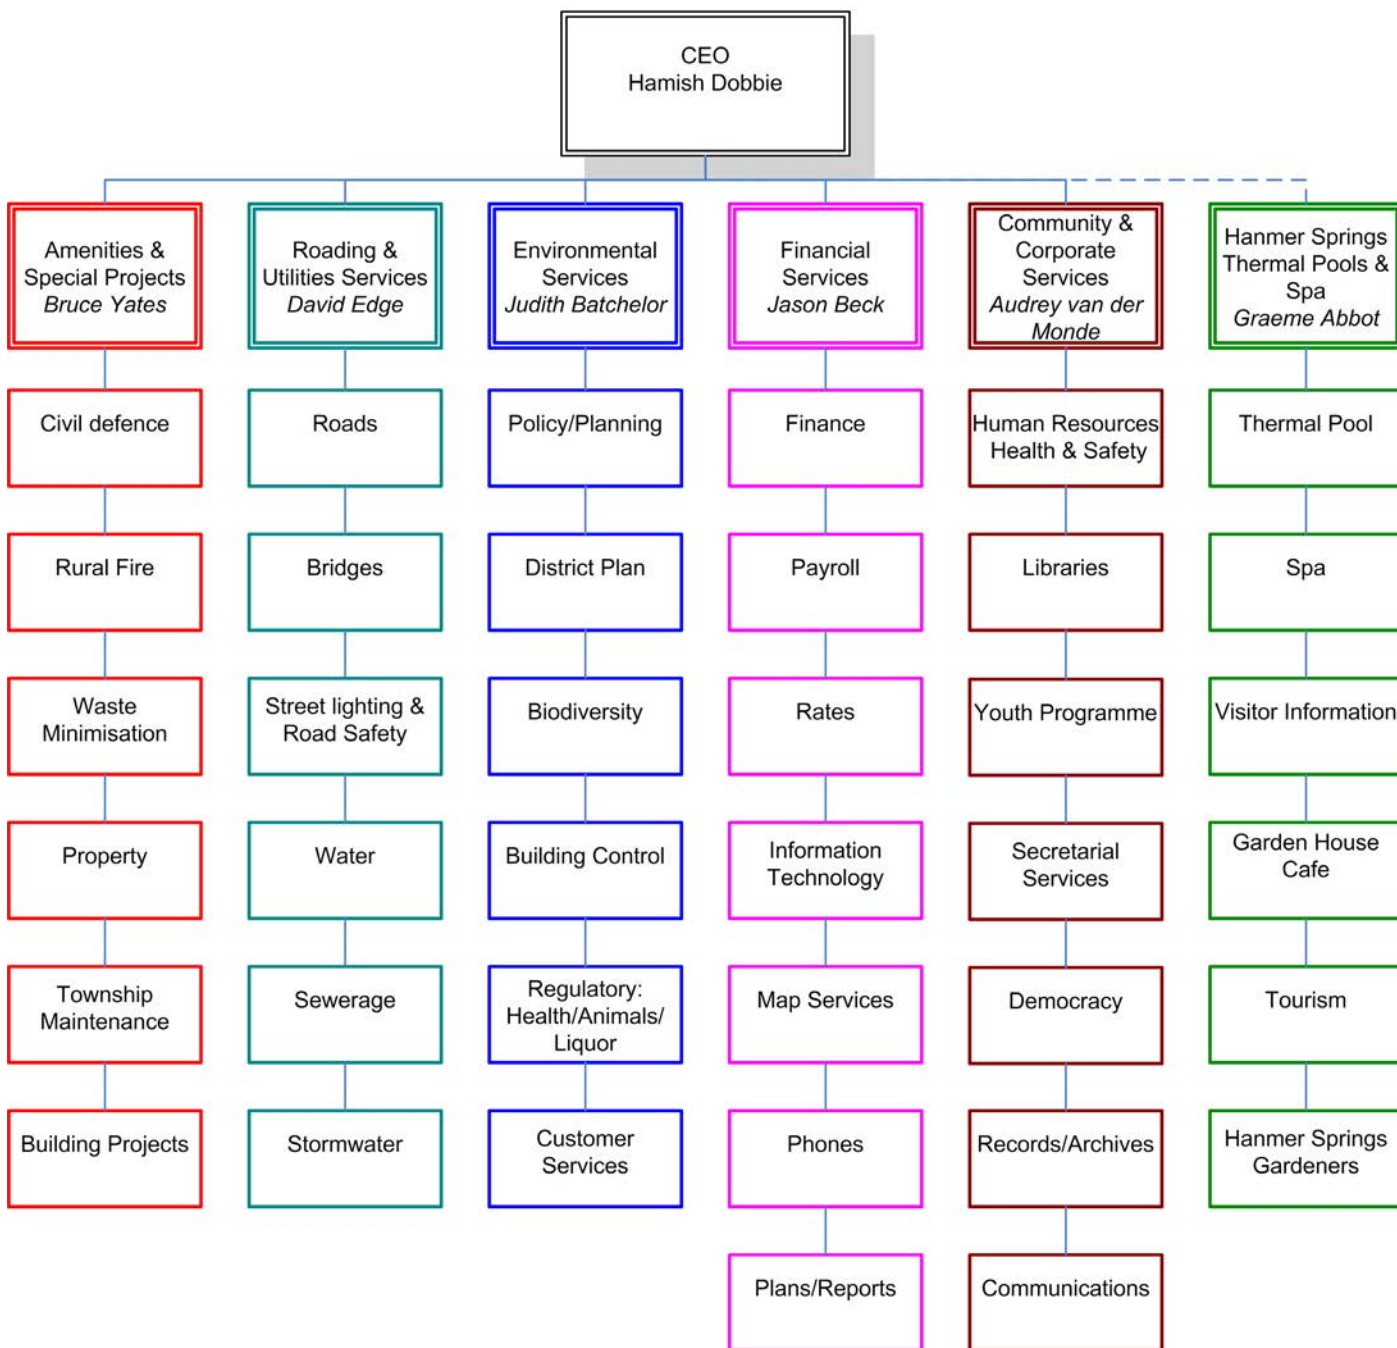 CEO
Hamish Dobbie
Amenities &
Special Projects
Bruce Yates
Roading &
Utilities Services
David Edge
Environmental
Services
Judith Batchelor
Financial
Services
Jason Beck
Community &
Corporate
Services
Audrey van der
Monde
Hanmer Springs
Thermal Pools &
Spa
Graeme Abbot
Civil defence
Roads
Policy/Planning
Finance
Human Resources
Health & Safety
Thermal Pool
Rural Fire
Bridges
District Plan
Payroll
Libraries
Spa
Waste
Minimisation
Street lighting &
Road Safety
Biodiversity
Rates
Youth Programme
Visitor Information
Property
Water
Building Control
Information
Technology
Secretarial
Services
Garden House
Cafe
Township
Maintenance
Sewerage
Regulatory:
Health/Animals/
Liquor
Map Services
Democracy
Tourism
Building Projects
Stormwater
Customer
Services
Phones
Records/Archives
Hanmer Springs
Gardeners
Plans/Reports
Communications